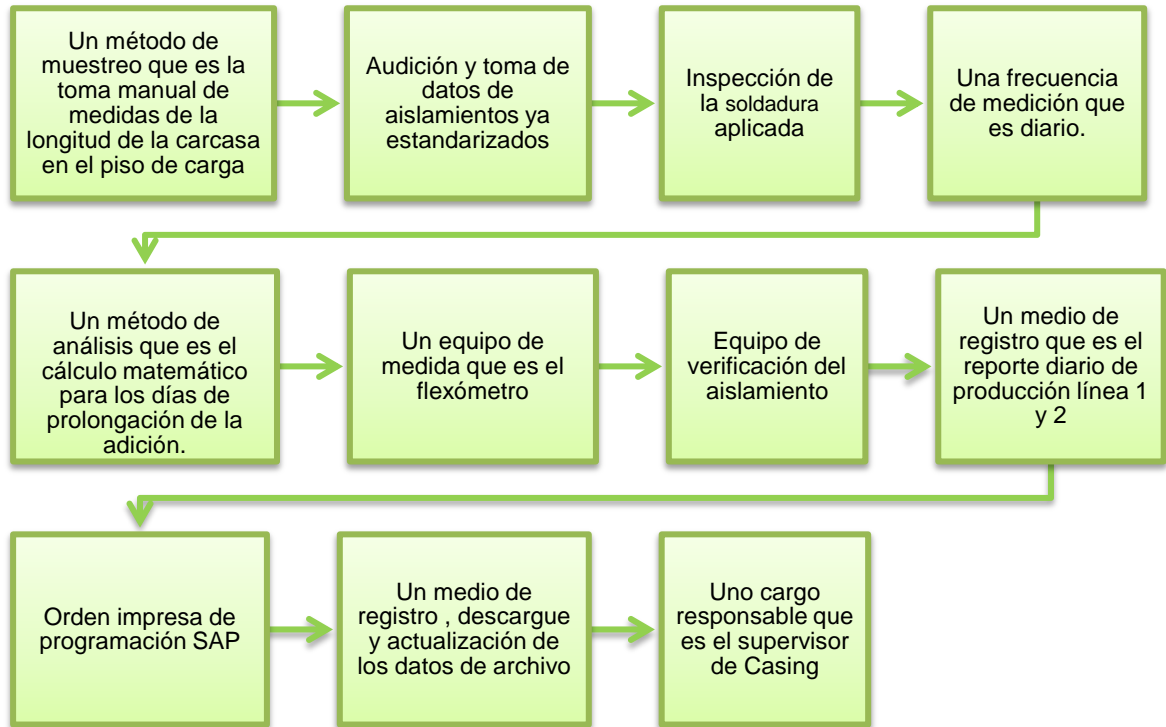 Un método de
muestreo que es la
toma manual de
medidas de la
longitud de la carcasa
en el piso de carga
Audición y toma de
datos de
aislamientos ya
estandarizados
Inspección de
la soldadura
aplicada
Una frecuencia
de medición que
es diario.
Un método de
análisis que es el
cálculo matemático
para los días de
prolongación de la
adición.
Un equipo de
medida que es el
flexómetro
Equipo de
verificación del
aislamiento
Un medio de
registro que es el
reporte diario de
producción línea 1
y 2
Orden impresa de
programación SAP
Un medio de
registro , descargue
y actualización de
los datos de archivo
Uno cargo
responsable que
es el supervisor
de Casing